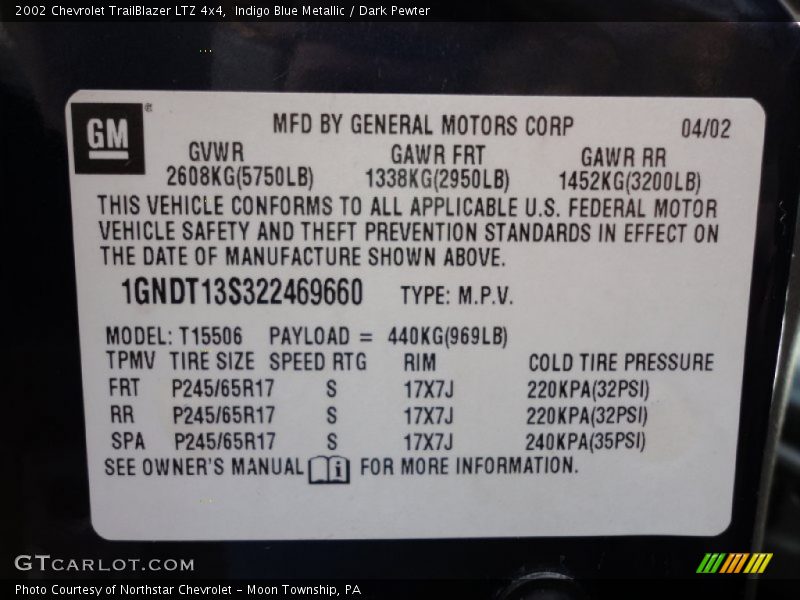 2002 Chevrolet TrailBlazer LTZ 4x4, Indigo Blue Metallic / Dark Pewter
GM®
MFD BY GENERAL MOTORS CORP 04/02
GVWR GAWR FRT GAWR RR
2608KG(5750LB) 1338KG(2950LB) 1452KG(3200LB)
THIS VEHICLE CONFORMS TO ALL APPLICABLE U.S. FEDERAL MOTOR
VEHICLE SAFETY AND THEFT PREVENTION STANDARDS IN EFFECT ON
THE DATE OF MANUFACTURE SHOWN ABOVE.
1GNDT13S322469660 TYPE: M.P.V.
MODEL: T15506 PAYLOAD = 440KG(969LB)
TPMV TIRE SIZE SPEED RTG RIM COLD TIRE PRESSURE
FRT P245/65R17 S 17X7J 220KPA(32PSI)
RR P245/65R17 S 17X7J 220KPA(32PSI)
SPA P245/65R17 S 17X7J 240KPA(35PSI)
SEE OWNER'S MANUAL i FOR MORE INFORMATION.
GTCARLOT.COM
Photo Courtesy of Northstar Chevrolet - Moon Township, PA